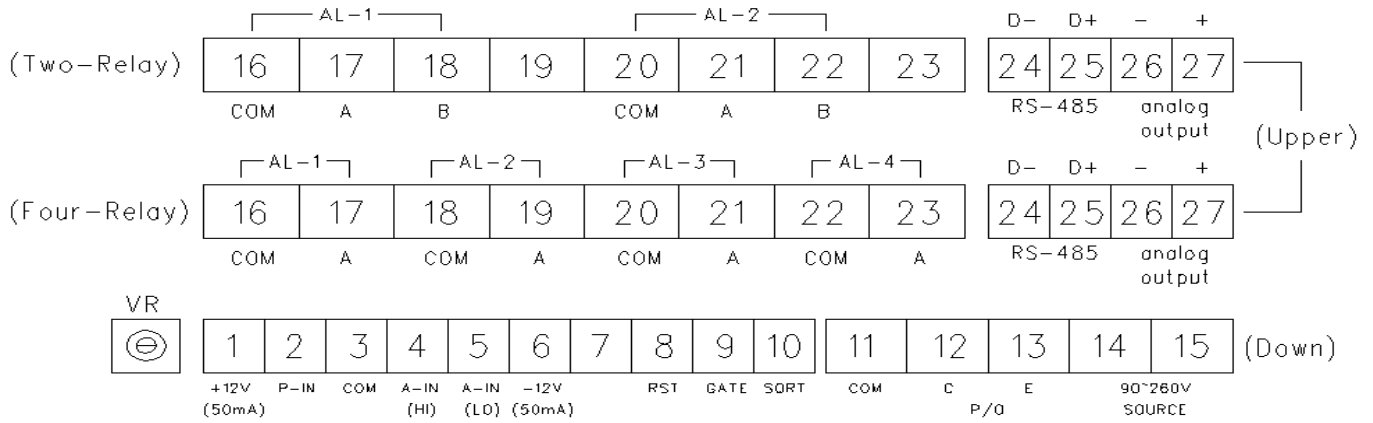 AL-1 AL-2 D- D+ - +
(Two-Relay) 16 17 18 19 20 21 22 23 24 25 26 27
COM A B COM A B RS-485 analog
output
(Upper)
AL-1 AL-2 AL-3 AL-4 D- D+ - +
(Four-Relay) 16 17 18 19 20 21 22 23 24 25 26 27
COM A COM A COM A COM A RS-485 analog
output
VR
1 2 3 4 5 6 7 8 9 10 11 12 13 14 15 (Down)
+12V P-IN COM A-IN A-IN -12V RST GATE SQRT COM C E 90~260V
(50mA) (HI) (LO) (50mA) P/O SOURCE